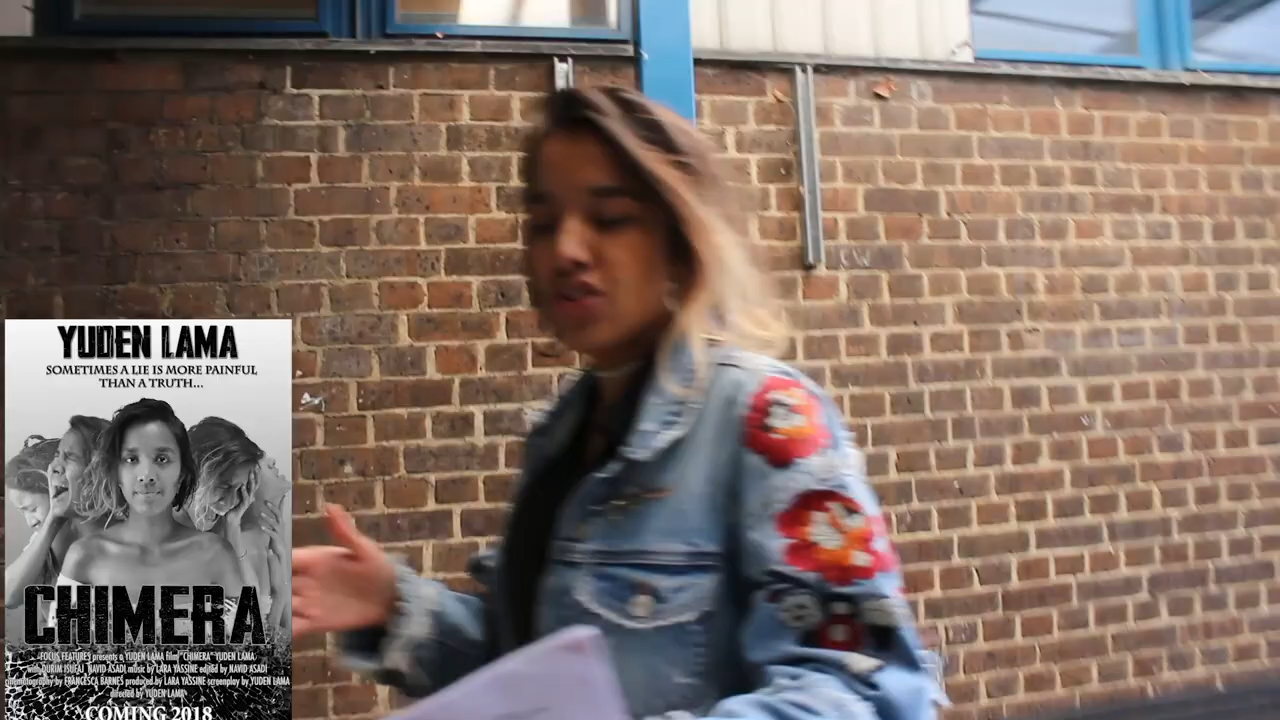 YUDEN LAMA
SOMETIMES A LIE IS MORE PAINFUL
THAN A TRUTH...
CHIMERA
FOCUS FEATURES presents a YUDEN LAMA film "CHIMERA" YUDEN LAMA
with DURIM ISUFAJ, NAVID ASADI music by LARA YASSINE edited by NAVID ASADI
cinematography by FRANCESCA BARNES produced by LARA YASSINE screenplay by YUDEN LAMA
directed by YUDEN LAMA
COMING 2018